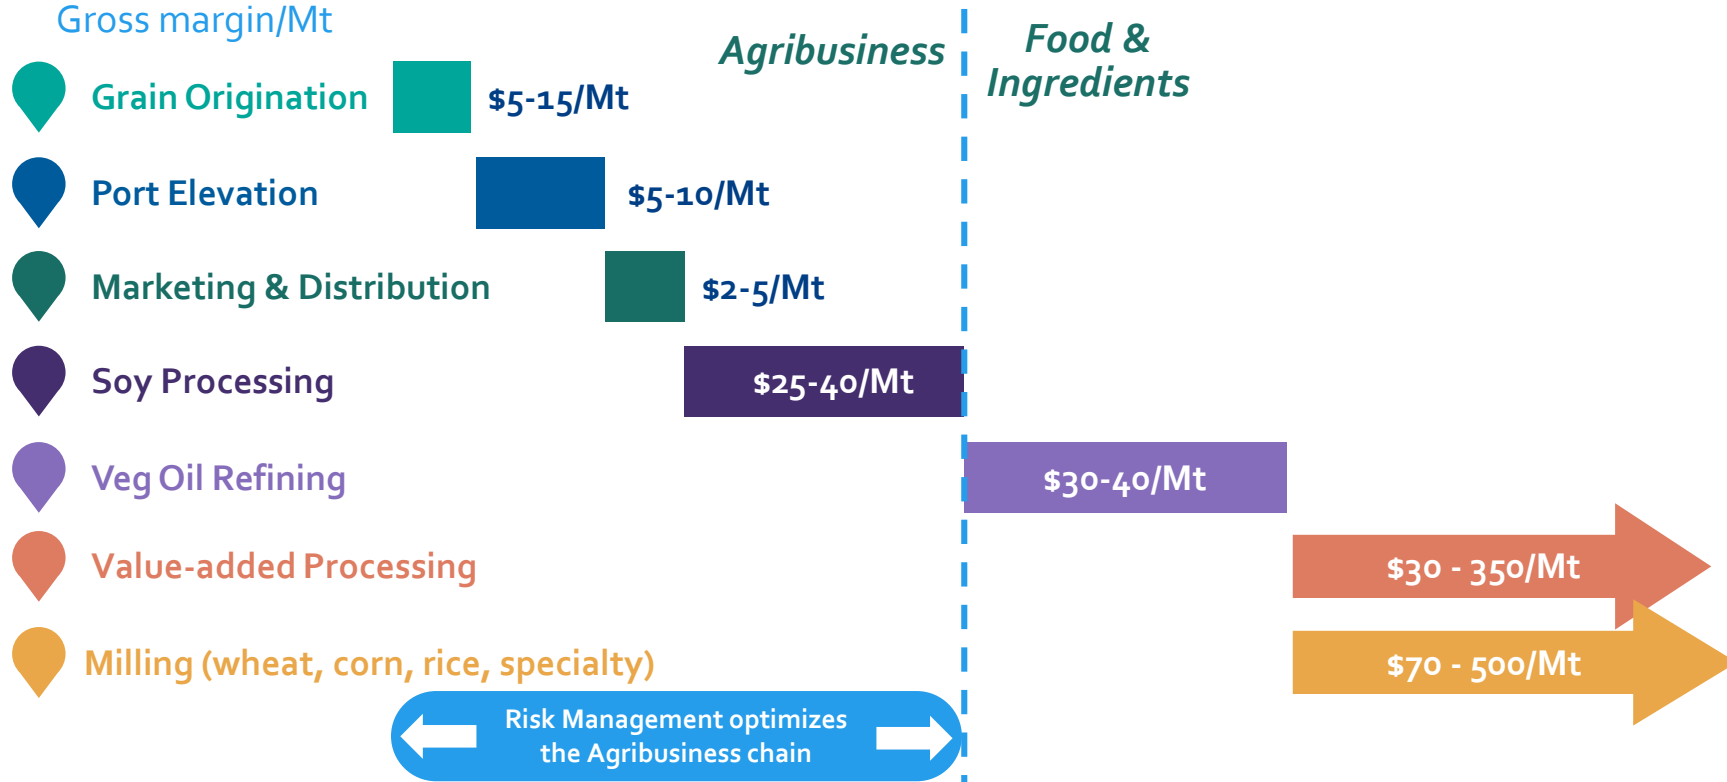 Gross margin/Mt
Agribusiness
Food &
Ingredients
Grain Origination
$5-15/Mt
Port Elevation
$5-10/Mt
Marketing & Distribution
$2-5/Mt
Soy Processing
$25-40/Mt
Veg Oil Refining
$30-40/Mt
Value-added Processing
$30 - 350/Mt
Milling (wheat, corn, rice, specialty)
$70 - 500/Mt
Risk Management optimizes
the Agribusiness chain